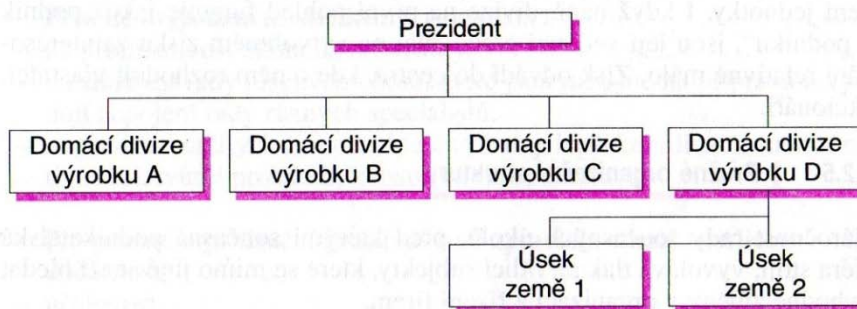 Prezident
Domácí divize
výrobku A
Domácí divize
výrobku B
Domácí divize
výrobku C
Domácí divize
výrobku D
Úsek
země 1
Úsek
země 2